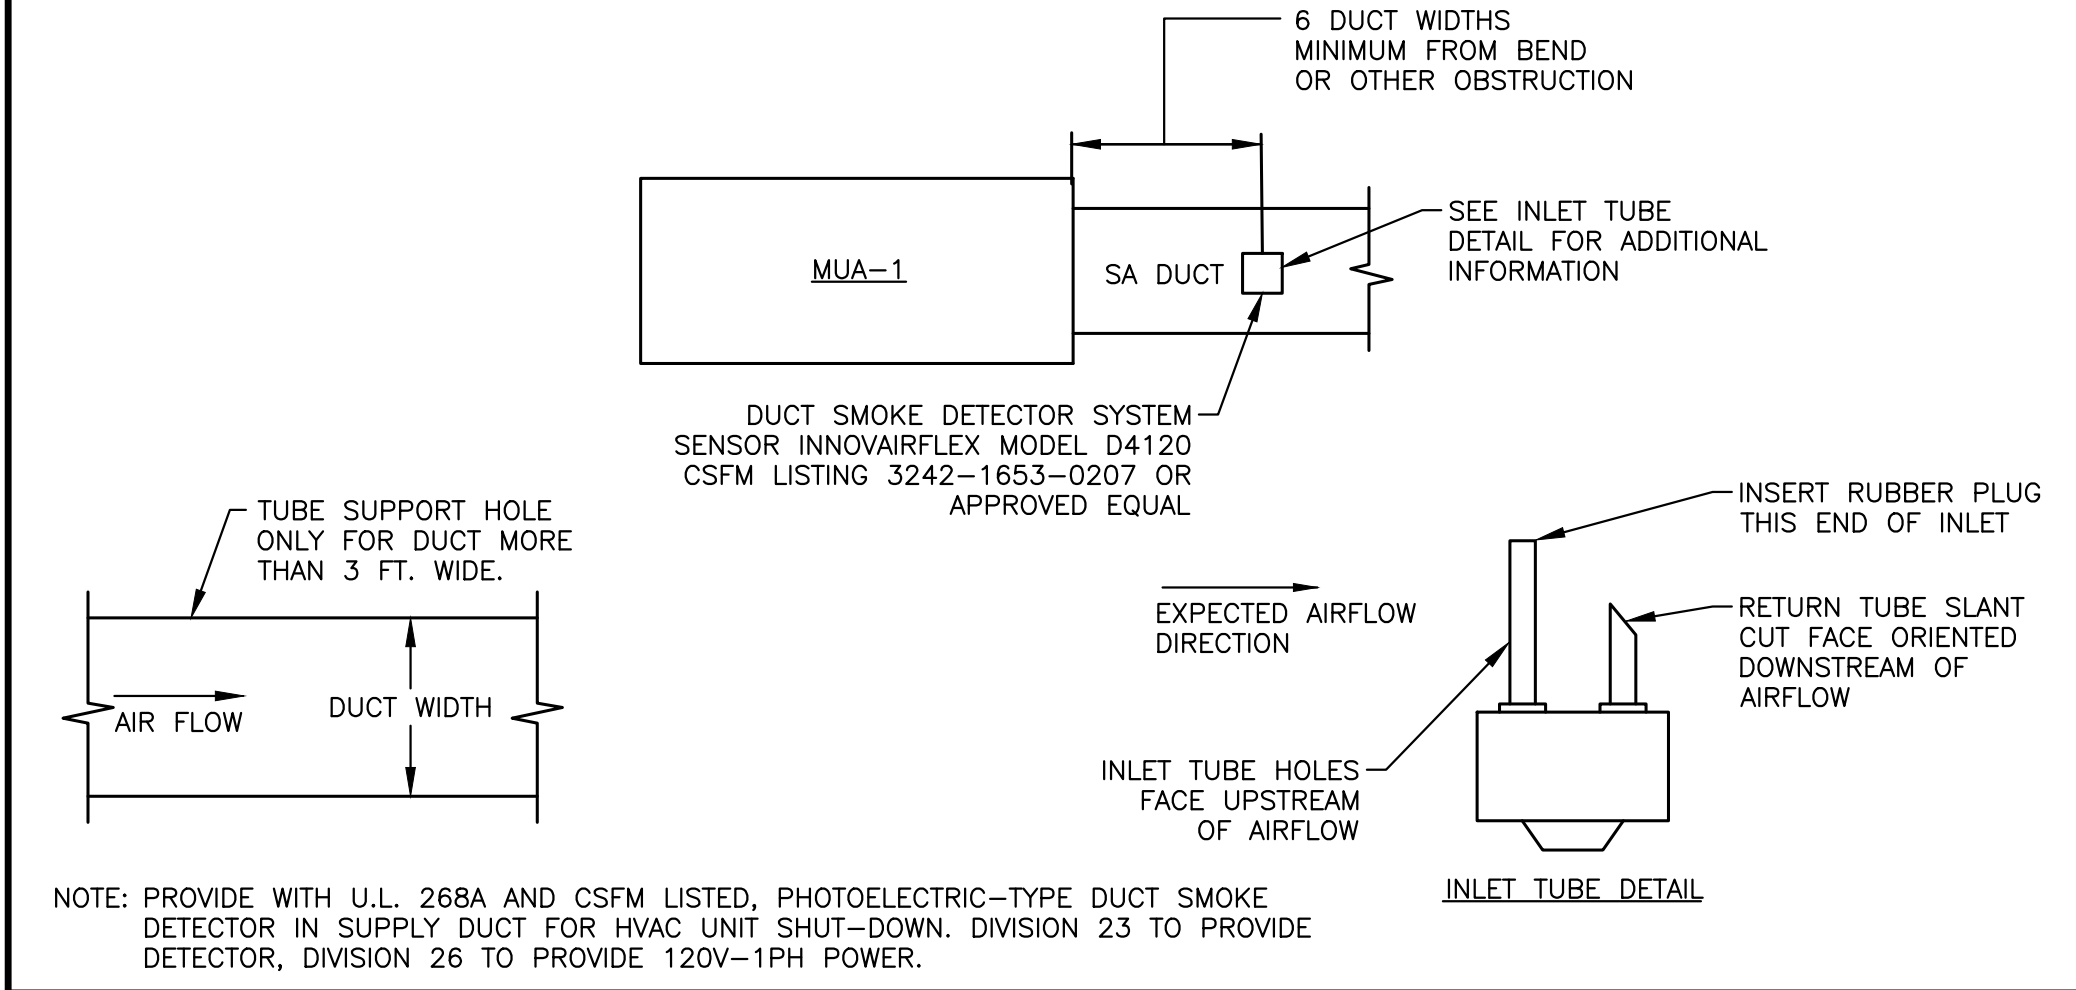 6 DUCT WIDTHS
MINIMUM FROM BEND
OR OTHER OBSTRUCTION
SEE INLET TUBE
DETAIL FOR ADDITIONAL
INFORMATION
MUA-1
SA DUCT
DUCT SMOKE DETECTOR SYSTEM
SENSOR INNOVAIRFLEX MODEL D4120
CSFM LISTING 3242-1653-0207 OR
APPROVED EQUAL
TUBE SUPPORT HOLE
ONLY FOR DUCT MORE
THAN 3 FT. WIDE.
AIR FLOW
DUCT WIDTH
EXPECTED AIRFLOW
DIRECTION
INSERT RUBBER PLUG
THIS END OF INLET
RETURN TUBE SLANT
CUT FACE ORIENTED
DOWNSTREAM OF
AIRFLOW
INLET TUBE HOLES
FACE UPSTREAM
OF AIRFLOW
INLET TUBE DETAIL
NOTE: PROVIDE WITH U.L. 268A AND CSFM LISTED, PHOTOELECTRIC-TYPE DUCT SMOKE
DETECTOR IN SUPPLY DUCT FOR HVAC UNIT SHUT-DOWN. DIVISION 23 TO PROVIDE
DETECTOR, DIVISION 26 TO PROVIDE 120V-1PH POWER.